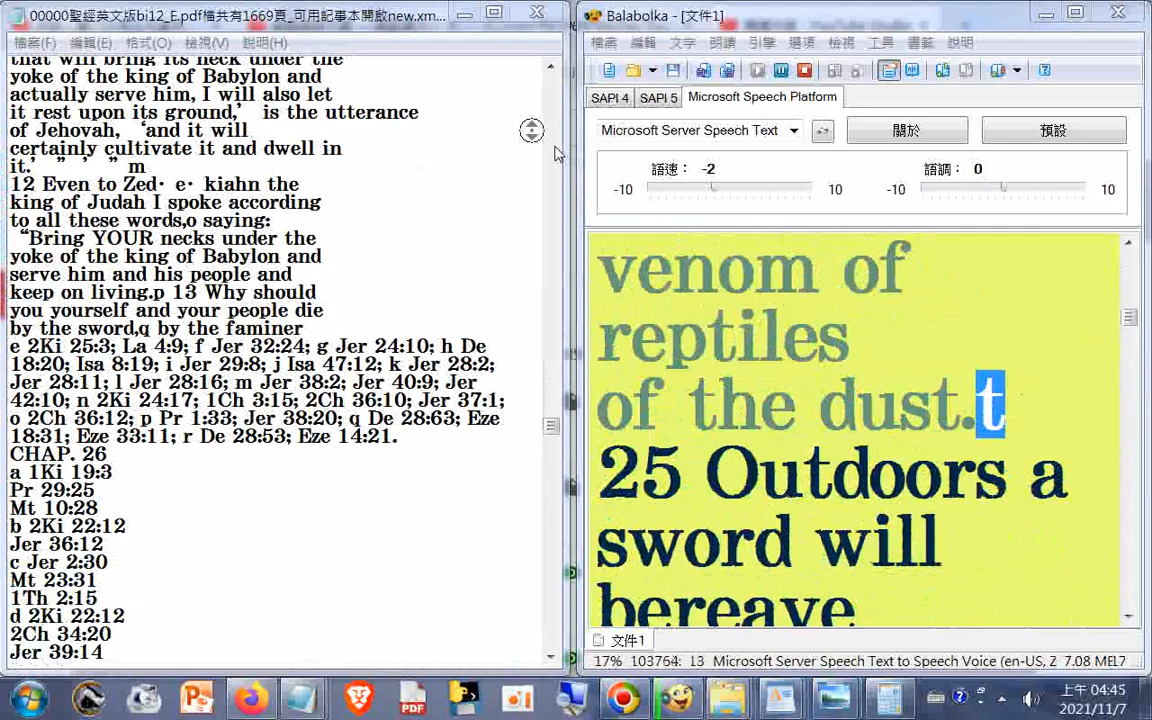 00000聖經英文版bi12_E.pdf檔共有1669頁_可用記事本開啟new.xm...
檔案(F) 編輯(E) 格式(O) 檢視(V) 說明(H)
that will bring its neck under the
yoke of the king of Babylon and
actually serve him, I will also let
it rest upon its ground,’ is the utterance
of Jehovah, ‘and it will
certainly cultivate it and dwell in
it.’ ” ’ ” m
12 Even to Zed· e· kiahn the
king of Judah I spoke according
to all these words,o saying:
“Bring YOUR necks under the
yoke of the king of Babylon and
serve him and his people and
keep on living.p 13 Why should
you yourself and your people die
by the sword,q by the faminer
e 2Ki 25:3; La 4:9; f Jer 32:24; g Jer 24:10; h De
18:20; Isa 8:19; i Jer 29:8; j Isa 47:12; k Jer 28:2;
Jer 28:11; l Jer 28:16; m Jer 38:2; Jer 40:9; Jer
42:10; n 2Ki 24:17; 1Ch 3:15; 2Ch 36:10; Jer 37:1;
o 2Ch 36:12; p Pr 1:33; Jer 38:20; q De 28:63; Eze
18:31; Eze 33:11; r De 28:53; Eze 14:21.
CHAP. 26
a 1Ki 19:3
Pr 29:25
Mt 10:28
b 2Ki 22:12
Jer 36:12
c Jer 2:30
Mt 23:31
1Th 2:15
d 2Ki 22:12
2Ch 34:20
Jer 39:14
Balabolka - [文件1]
檔案 編輯 文字 朗讀 引擎 選項 檢視 工具 書籤 說明
SAPI 4 SAPI 5 Microsoft Speech Platform
Microsoft Server Speech Text 關於 預設
語速： -2 語調： 0
-10 10 -10 10
venom of
reptiles
of the dust.t
25 Outdoors a
sword will
bereave
文件1
17% 103764: 13 Microsoft Server Speech Text to Speech Voice (en-US, Z 7.08 МЕГ
上午 04:45
2021/11/7